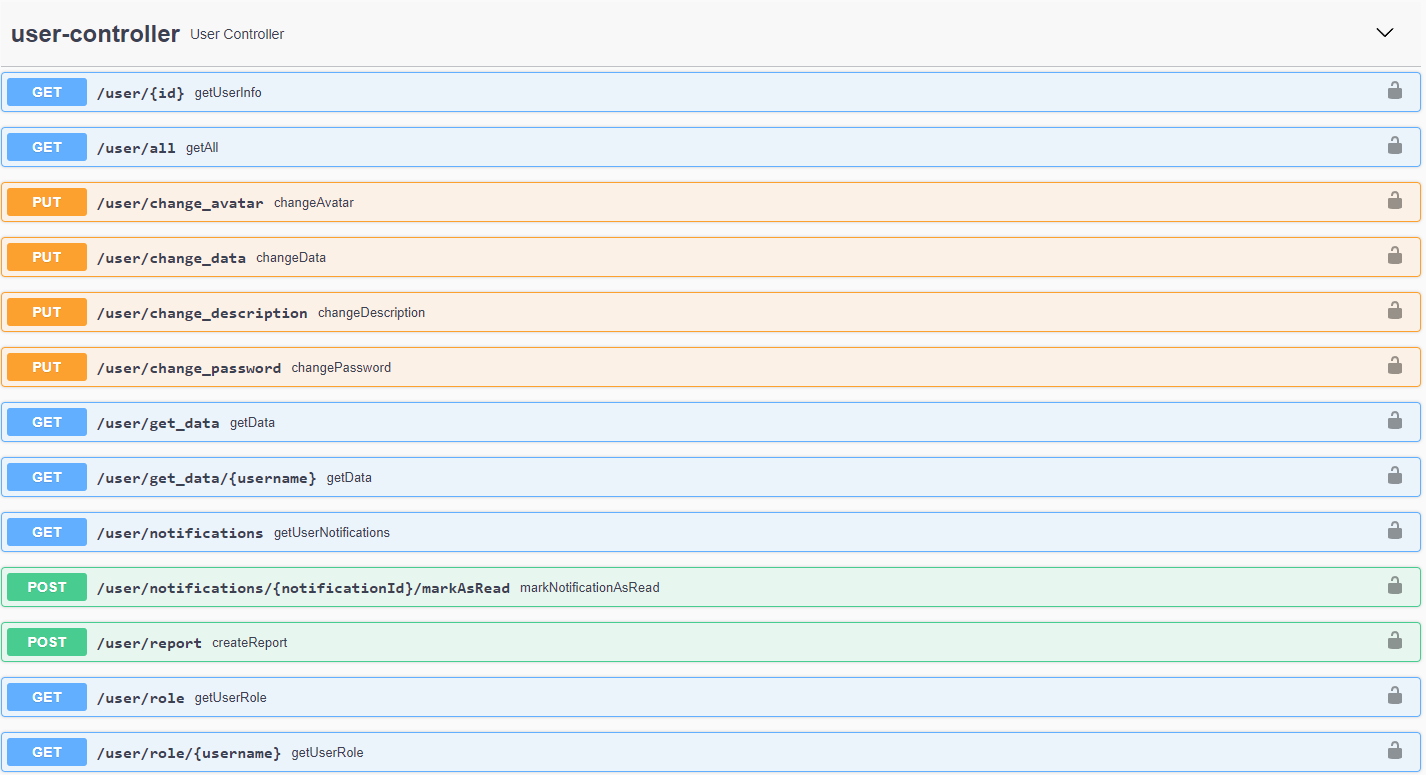 user-controller User Controller
GET /user/{id} getUserInfo
GET /user/all getAll
PUT /user/change_avatar changeAvatar
PUT /user/change_data changeData
PUT /user/change_description changeDescription
PUT /user/change_password changePassword
GET /user/get_data getData
GET /user/get_data/{username} getData
GET /user/notifications getUserNotifications
POST /user/notifications/{notificationId}/markAsRead markNotificationAsRead
POST /user/report createReport
GET /user/role getUserRole
GET /user/role/{username} getUserRole